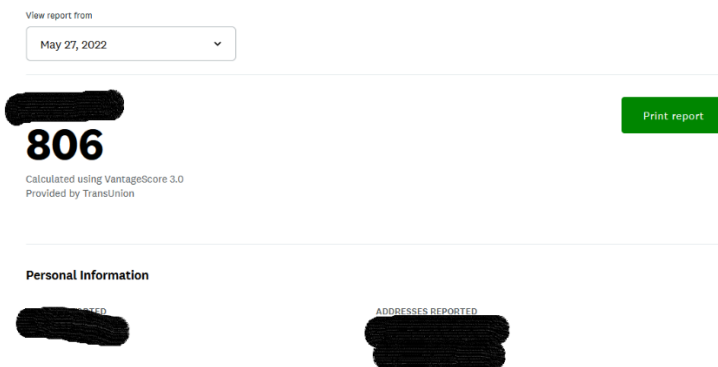 View report from
May 27, 2022
Print report
806
Calculated using VantageScore 3.0
Provided by TransUnion
Personal Information
ADDRESSES REPORTED